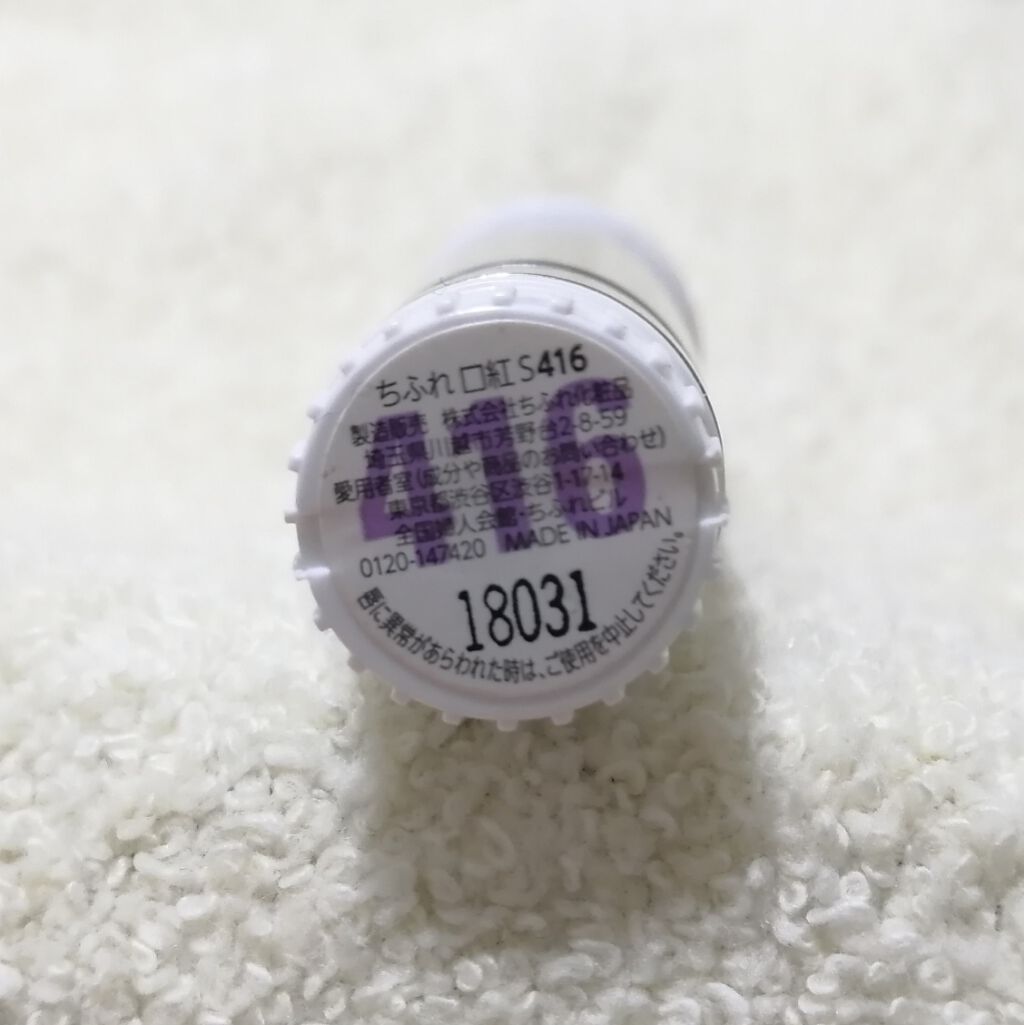 ちふれ 口紅 S416
416
製造販売 株式会社ちふれ化粧品
埼玉県川越市芳野台2-8-59
愛用者室(成分や商品のお問い合わせ)
東京都渋谷区渋谷1-17-14
全国婦人会館・ちふれビル
0120-147420 MADE IN JAPAN
18031
唇に異常があらわれた時は、ご使用を中止してください。